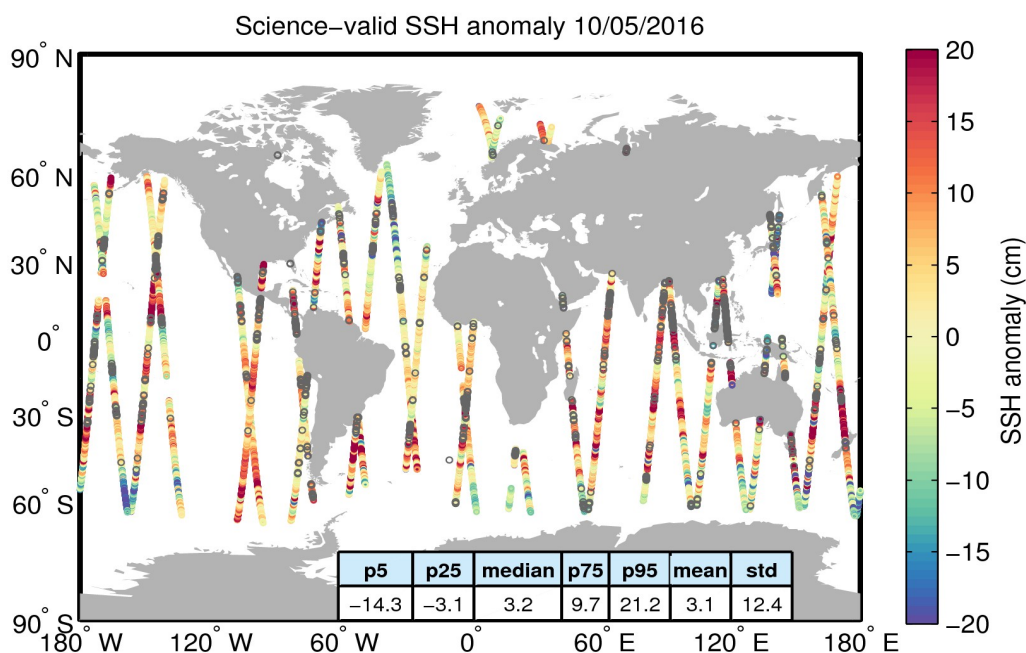 Science−valid SSH anomaly 10/05/2016
90° N
60° N
30° N
0°
30° S
60° S
90° S
180° W
120° W
60° W
0°
60° E
120° E
180° E
p5 p25 median p75 p95 mean std
−14.3 −3.1 3.2 9.7 21.2 3.1 12.4
20
15
10
5
0
−5
−10
−15
−20
SSH anomaly (cm)